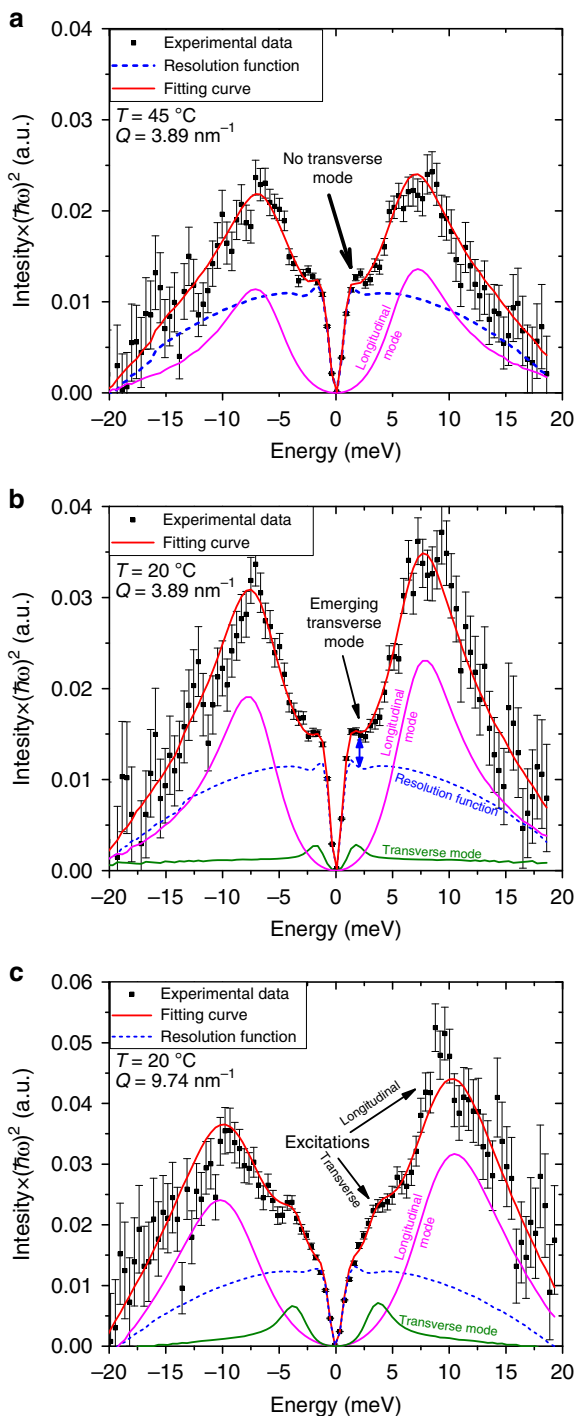 a
0.04
0.03
0.02
0.01
0.00
Intesity×(ℏω)² (a.u.)
Experimental data
Resolution function
Fitting curve
T = 45 °C
Q = 3.89 nm⁻¹
No transverse
mode
Longitudinal
mode
−20 −15 −10 −5 0 5 10 15 20
Energy (meV)
b
0.04
0.03
0.02
0.01
0.00
Intesity×(ℏω)² (a.u.)
Experimental data
Fitting curve
T = 20 °C
Q = 3.89 nm⁻¹
Emerging
transverse
mode
Longitudinal
mode
Resolution function
Transverse mode
−20 −15 −10 −5 0 5 10 15 20
Energy (meV)
c
0.06
0.05
0.04
0.03
0.02
0.01
0.00
Intesity×(ℏω)² (a.u.)
Experimental data
Fitting curve
Resolution function
T = 20 °C
Q = 9.74 nm⁻¹
Longitudinal
Excitations
Transverse
Longitudinal
mode
Transverse mode
−20 −15 −10 −5 0 5 10 15 20
Energy (meV)